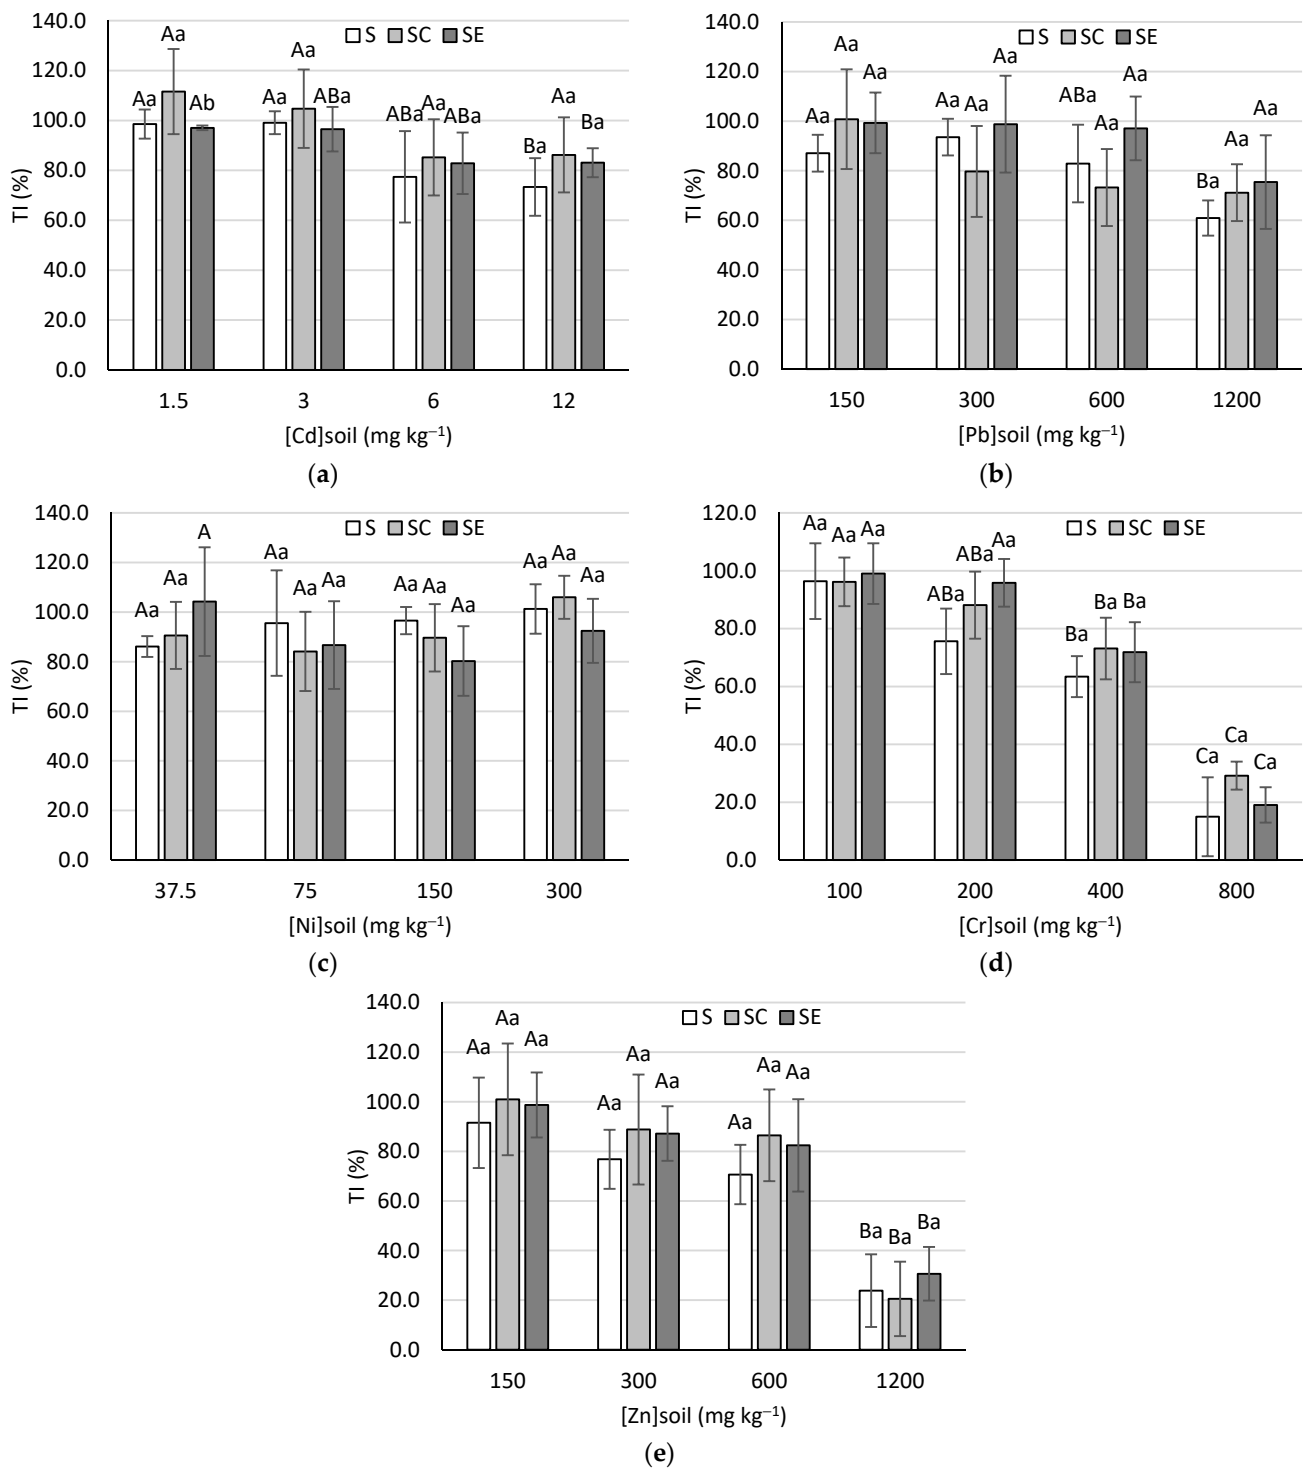 140.0
120.0
100.0
80.0
60.0
40.0
20.0
0.0
TI (%)
S SC SE
Aa Aa Ab
Aa Aa ABa
ABa Aa ABa
Ba Aa Ba
1.5 3 6 12
[Cd]soil (mg kg−1)
(a)
140.0
120.0
100.0
80.0
60.0
40.0
20.0
0.0
TI (%)
S SC SE
Aa Aa Aa
Aa Aa Aa
ABa Aa Aa
Ba Aa Aa
150 300 600 1200
[Pb]soil (mg kg−1)
(b)
140.0
120.0
100.0
80.0
60.0
40.0
20.0
0.0
TI (%)
S SC SE
Aa Aa A
Aa Aa Aa
Aa Aa Aa
Aa Aa Aa
37.5 75 150 300
[Ni]soil (mg kg−1)
(c)
120.0
100.0
80.0
60.0
40.0
20.0
0.0
TI (%)
S SC SE
Aa Aa Aa
ABa ABa Aa
Ba Ba Ba
Ca Ca Ca
100 200 400 800
[Cr]soil (mg kg−1)
(d)
140.0
120.0
100.0
80.0
60.0
40.0
20.0
0.0
TI (%)
S SC SE
Aa Aa Aa
Aa Aa Aa
Aa Aa Aa
Ba Ba Ba
150 300 600 1200
[Zn]soil (mg kg−1)
(e)